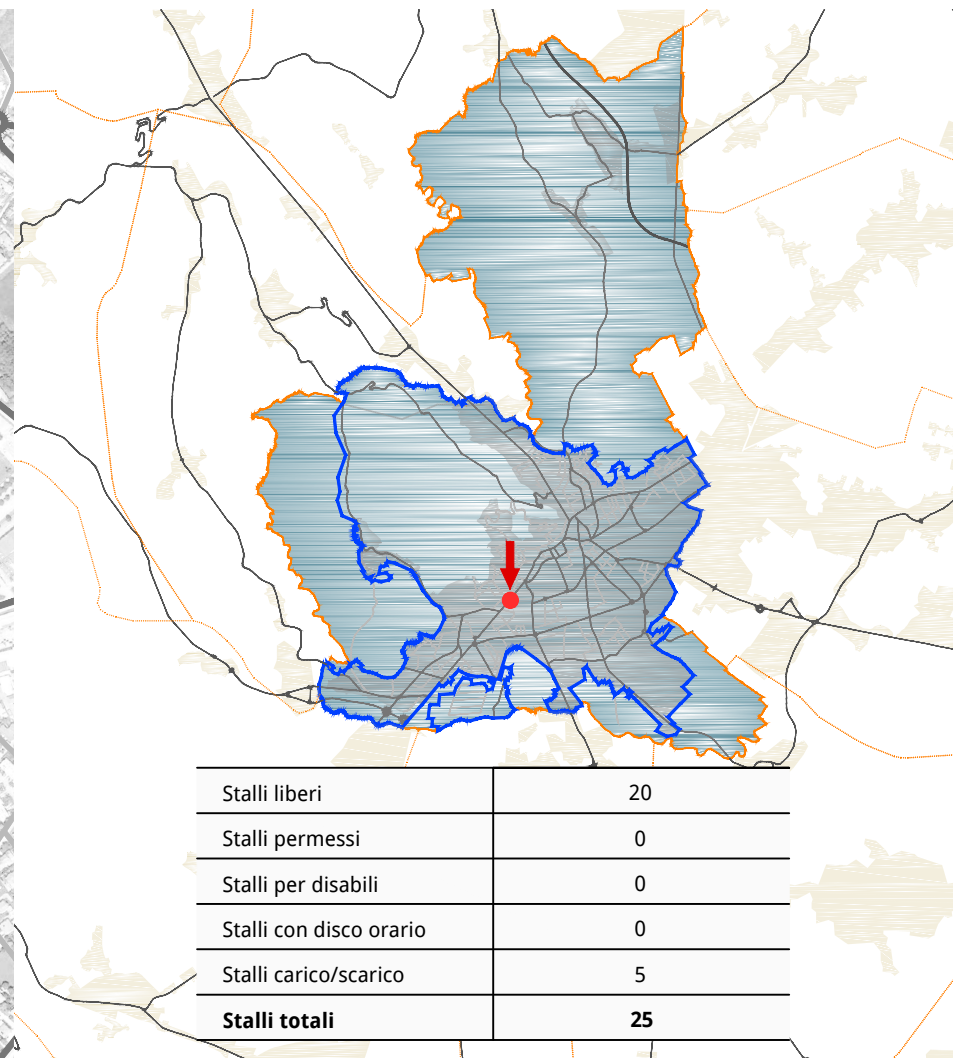 Stalli liberi 20
Stalli permessi 0
Stalli per disabili 0
Stalli con disco orario 0
Stalli carico/scarico 5
Stalli totali 25